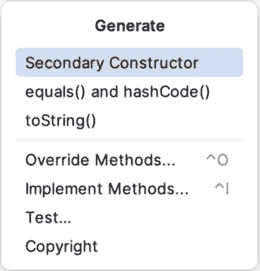 Generate
Secondary Constructor
equals() and hashCode()
toString()
Override Methods... ^O
Implement Methods... ^I
Test...
Copyright